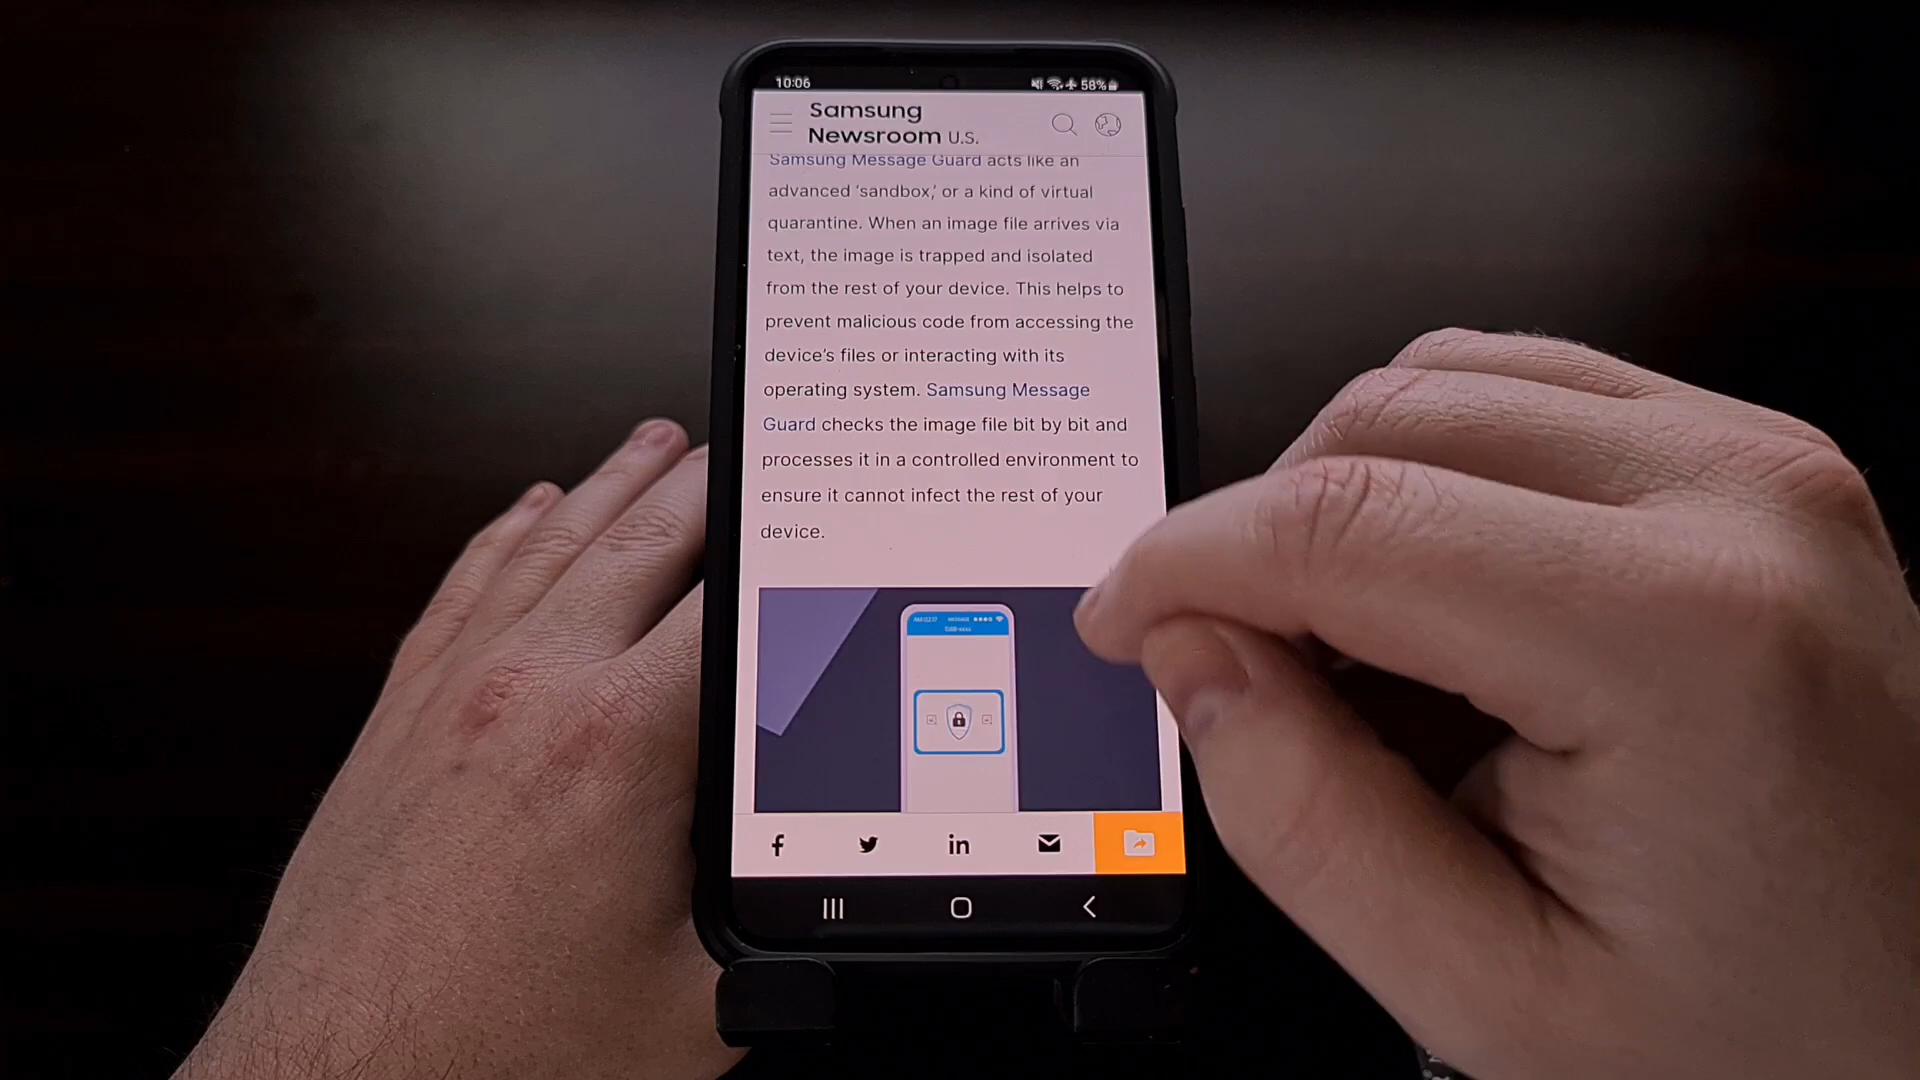 10:06
58%
Samsung
Newsroom U.S.
Samsung Message Guard acts like an
advanced ‘sandbox,’ or a kind of virtual
quarantine. When an image file arrives via
text, the image is trapped and isolated
from the rest of your device. This helps to
prevent malicious code from accessing the
device’s files or interacting with its
operating system. Samsung Message
Guard checks the image file bit by bit and
processes it in a controlled environment to
ensure it cannot infect the rest of your
device.
MESSAGE